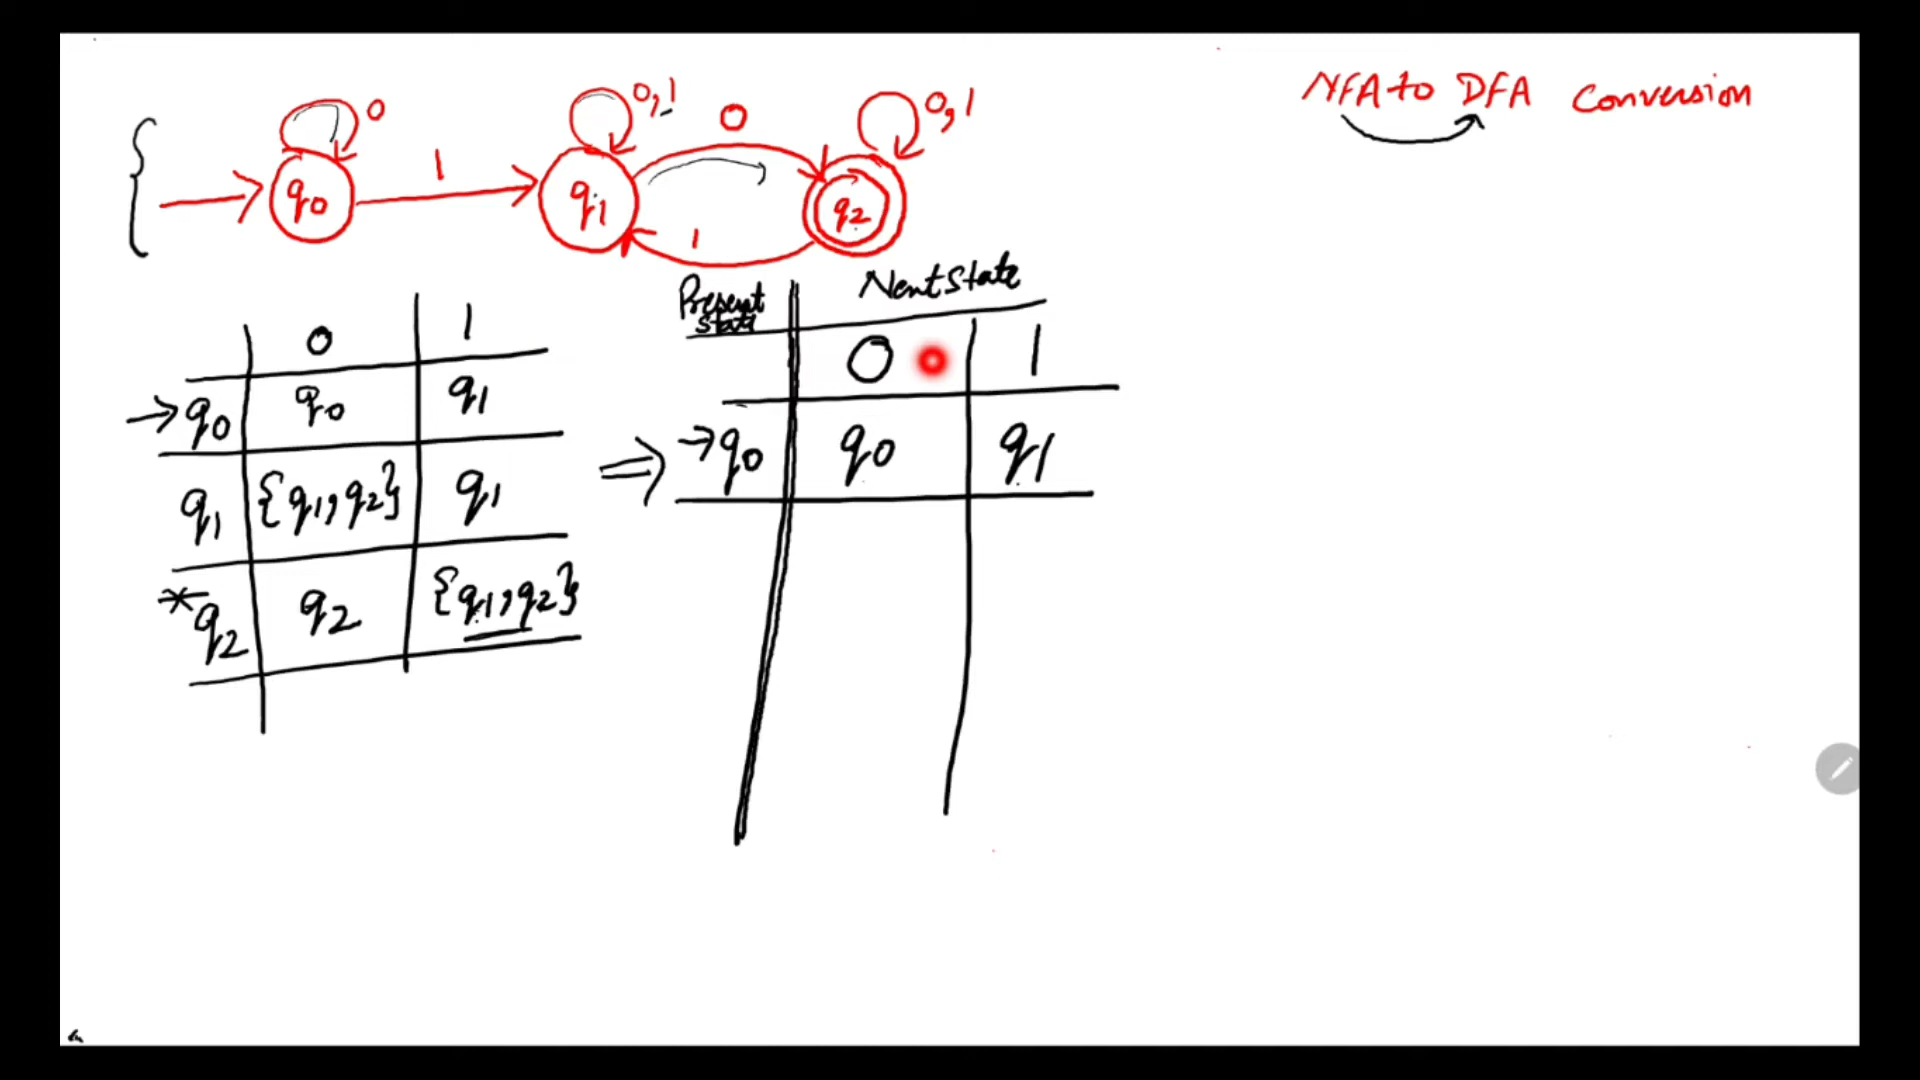 NFA to DFA Conversion
0 0,1 0 0,1
1
q0 q1 q2
1
Present Next State
State
0 1
→q0 q0 q1
q1 {q1,q2} q1
*q2 q2 {q1,q2}
⇒
0 1
→q0 q0 q1